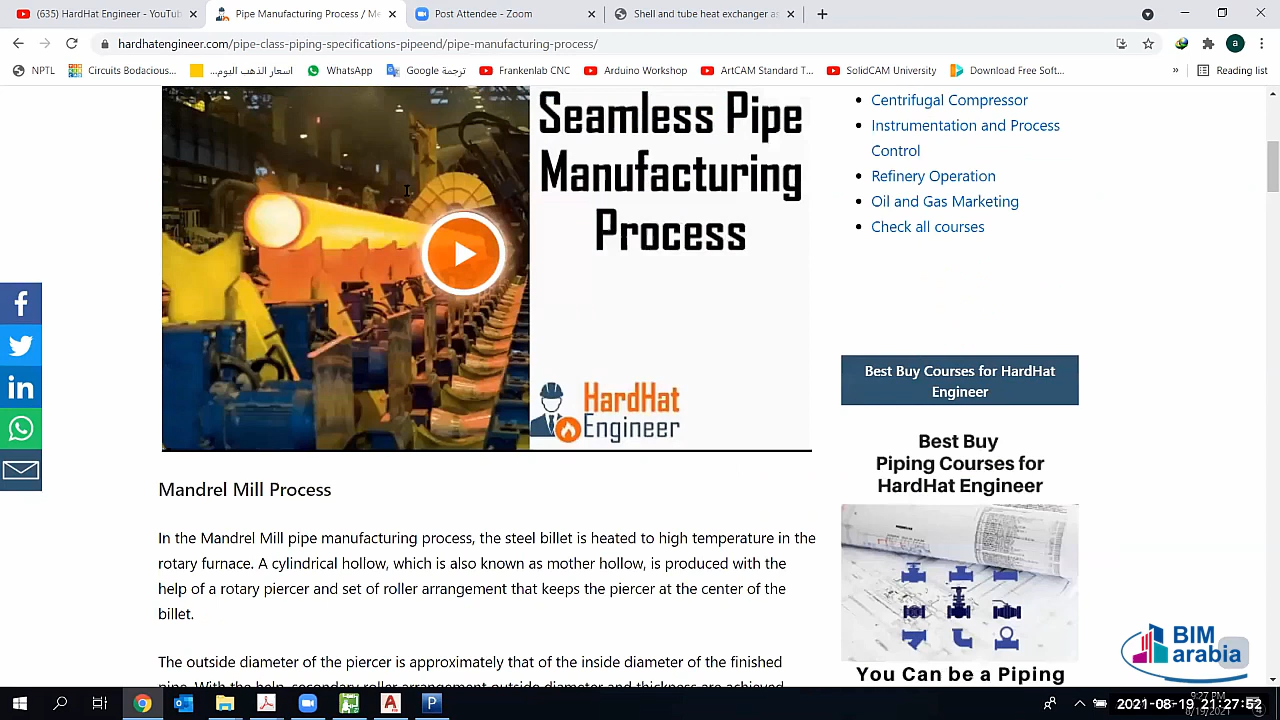 (635) HardHat Engineer - YouTub
Pipe Manufacturing Process / Me
Post Attendee - Zoom
Shell and tube heat exchanger as
hardhatengineer.com/pipe-class-piping-specifications-pipeend/pipe-manufacturing-process/
a
NPTL
Circuits Bodacious...
اسعار الذهب اليوم...
WhatsApp
ترجمة Google
Frankenlab CNC
Arduino Workshop
ArtCAM Standard T...
SolidCAM University
Download Free Soft...
»
Reading list
Seamless Pipe
Manufacturing
Process
HardHat
Engineer
Centrifugal Compressor
Instrumentation and Process
Control
Refinery Operation
Oil and Gas Marketing
Check all courses
Best Buy Courses for HardHat
Engineer
Best Buy
Piping Courses for
HardHat Engineer
You Can be a Piping
Mandrel Mill Process
In the Mandrel Mill pipe manufacturing process, the steel billet is heated to high temperature in the
rotary furnace. A cylindrical hollow, which is also known as mother hollow, is produced with the
help of a rotary piercer and set of roller arrangement that keeps the piercer at the center of the
billet.
The outside diameter of the piercer is approximately that of the inside diameter of the finished
BIM
arabia
9:27 PM
2021-08-19, 21:27:52
8/19/2021